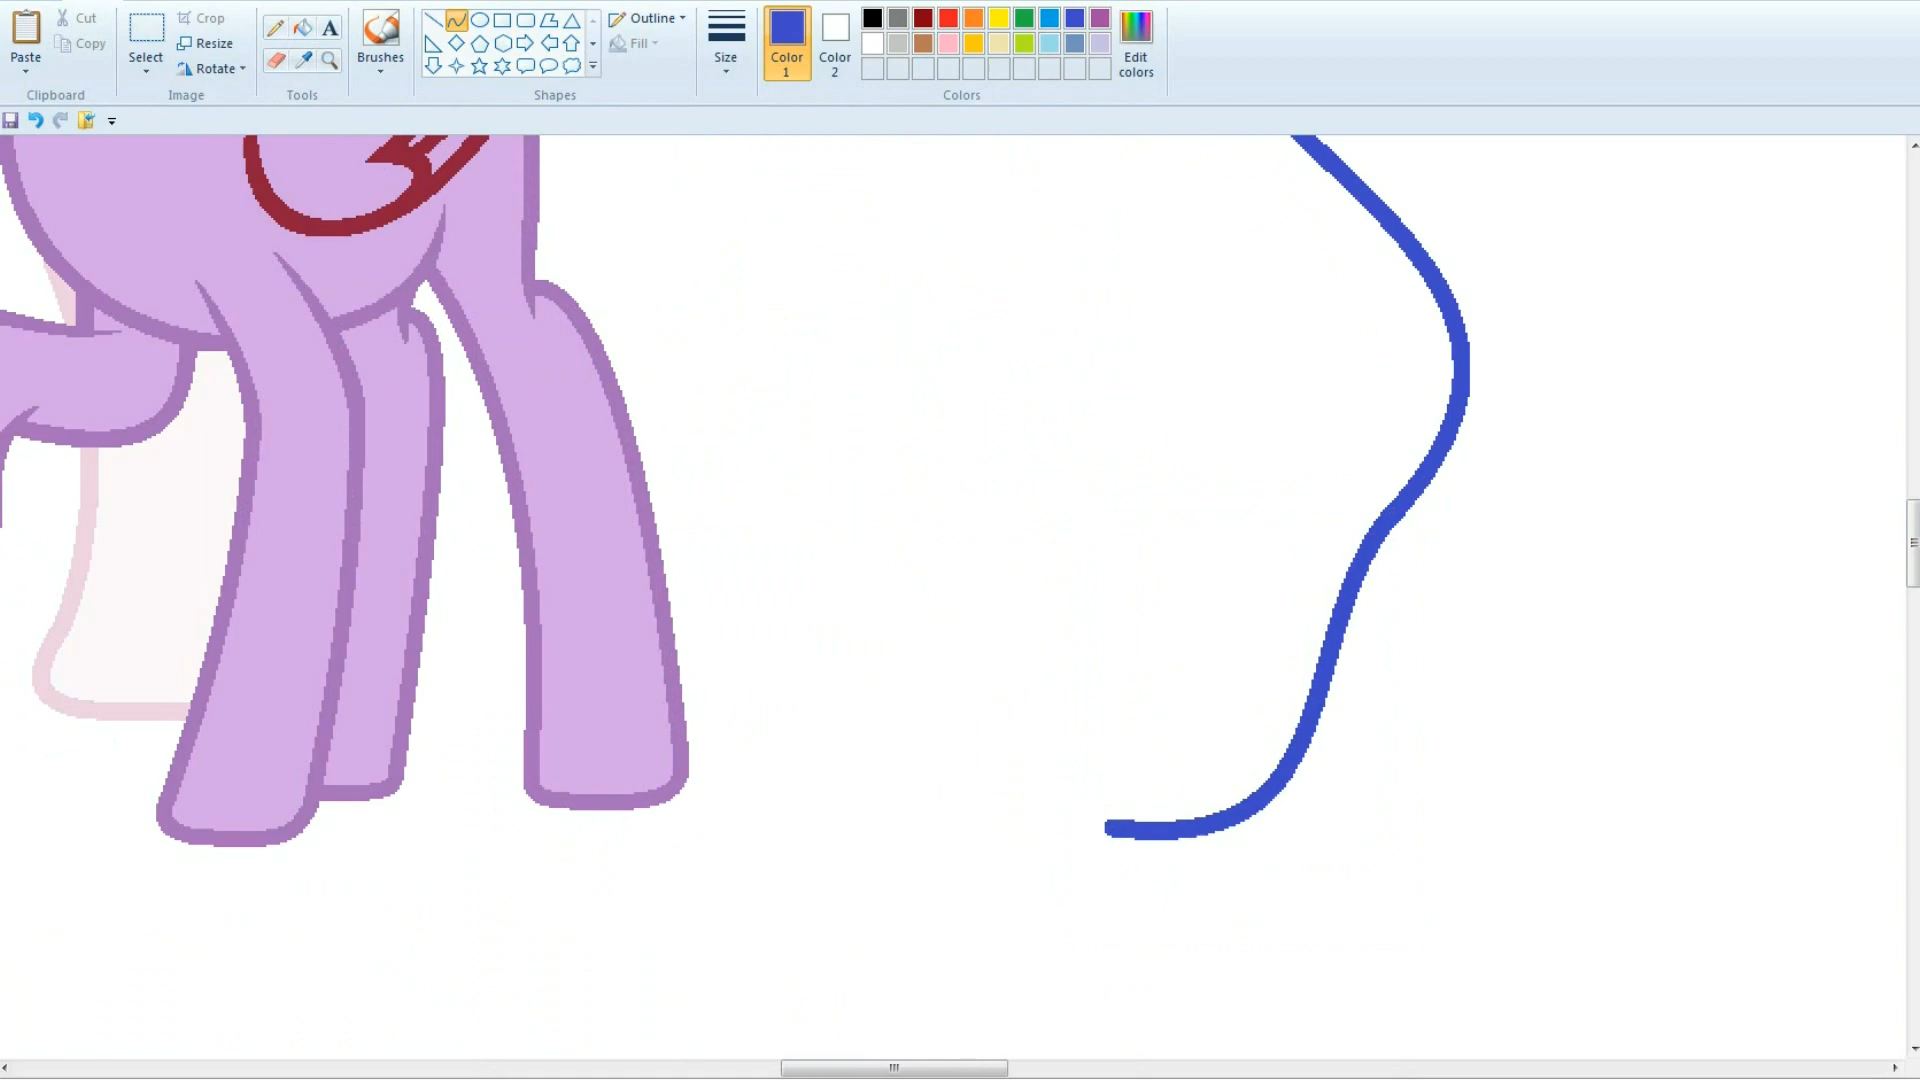 Cut
Crop
Outline
Copy
Resize
Fill
Paste
Select
Rotate
A
Brushes
Size
Color 1
Color 2
Edit colors
Clipboard
Image
Tools
Shapes
Colors